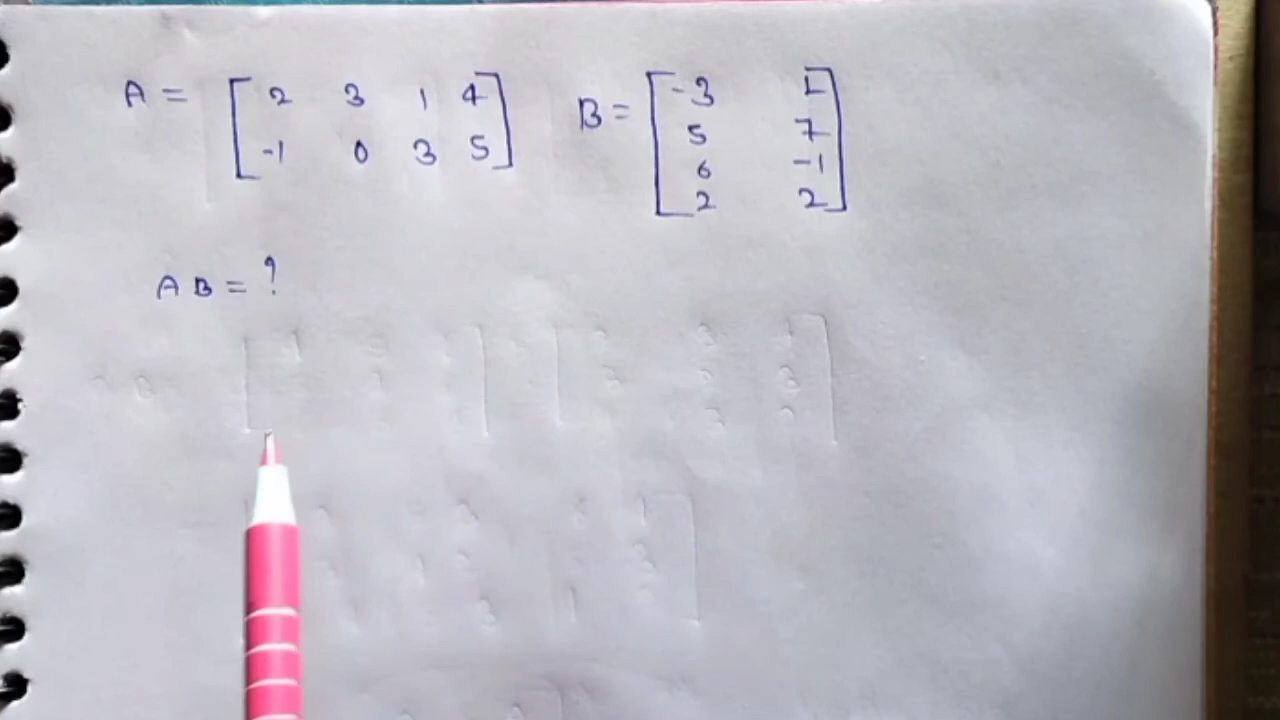 A = [ 2 3 1 4 ] B = [ -3 1 ]
[ -1 0 3 5 ] [ 5 7 ]
[ 6 -1 ]
[ 2 2 ]
AB = ?